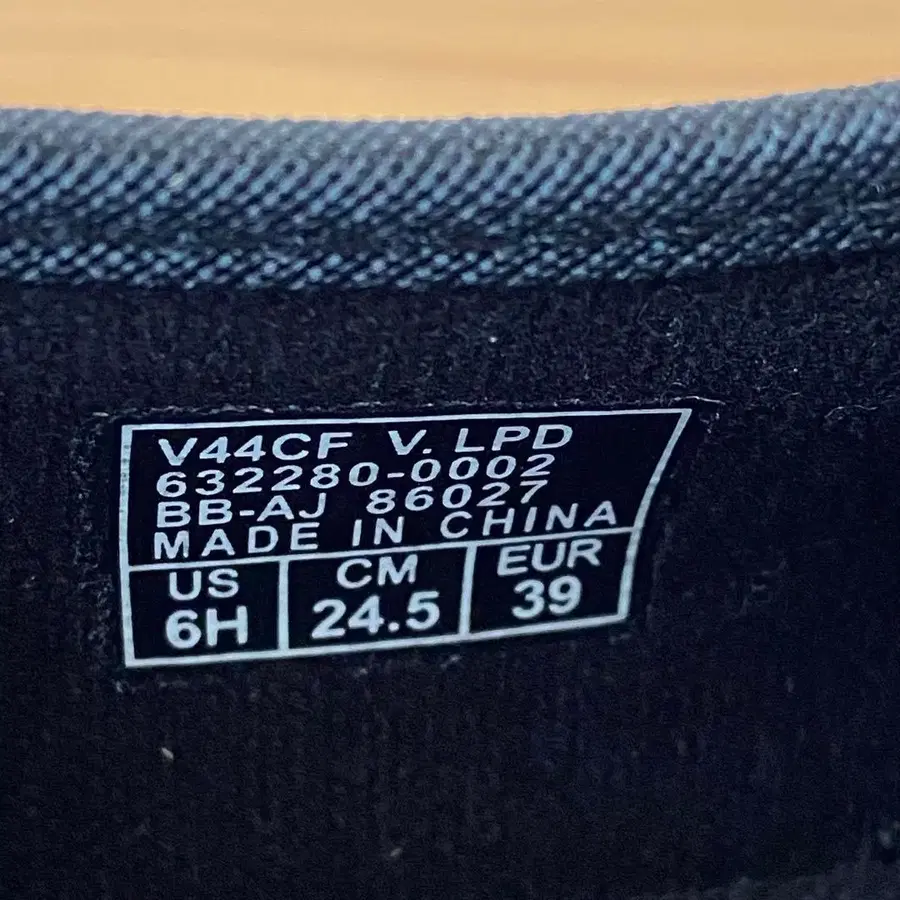 V44CF V. LPD
632280-0002
BB-AJ 86027
MADE IN CHINA
US CM EUR
6H 24.5 39